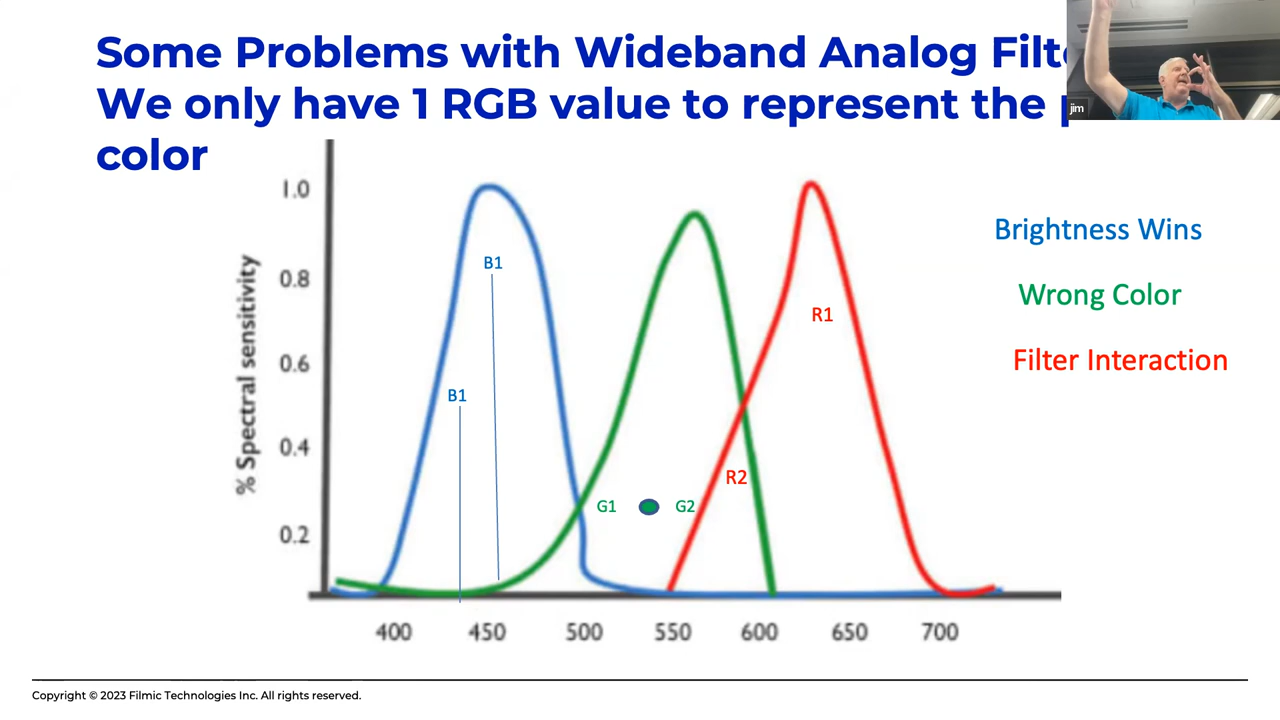 Some Problems with Wideband Analog
We only have 1 RGB value to represent the
color
jim
1.0
0.8
0.6
0.4
0.2
% Spectral sensitivity
B1
B1
G1
G2
R1
R2
400 450 500 550 600 650 700
Brightness Wins
Wrong Color
Filter Interaction
Copyright © 2023 Filmic Technologies Inc. All rights reserved.